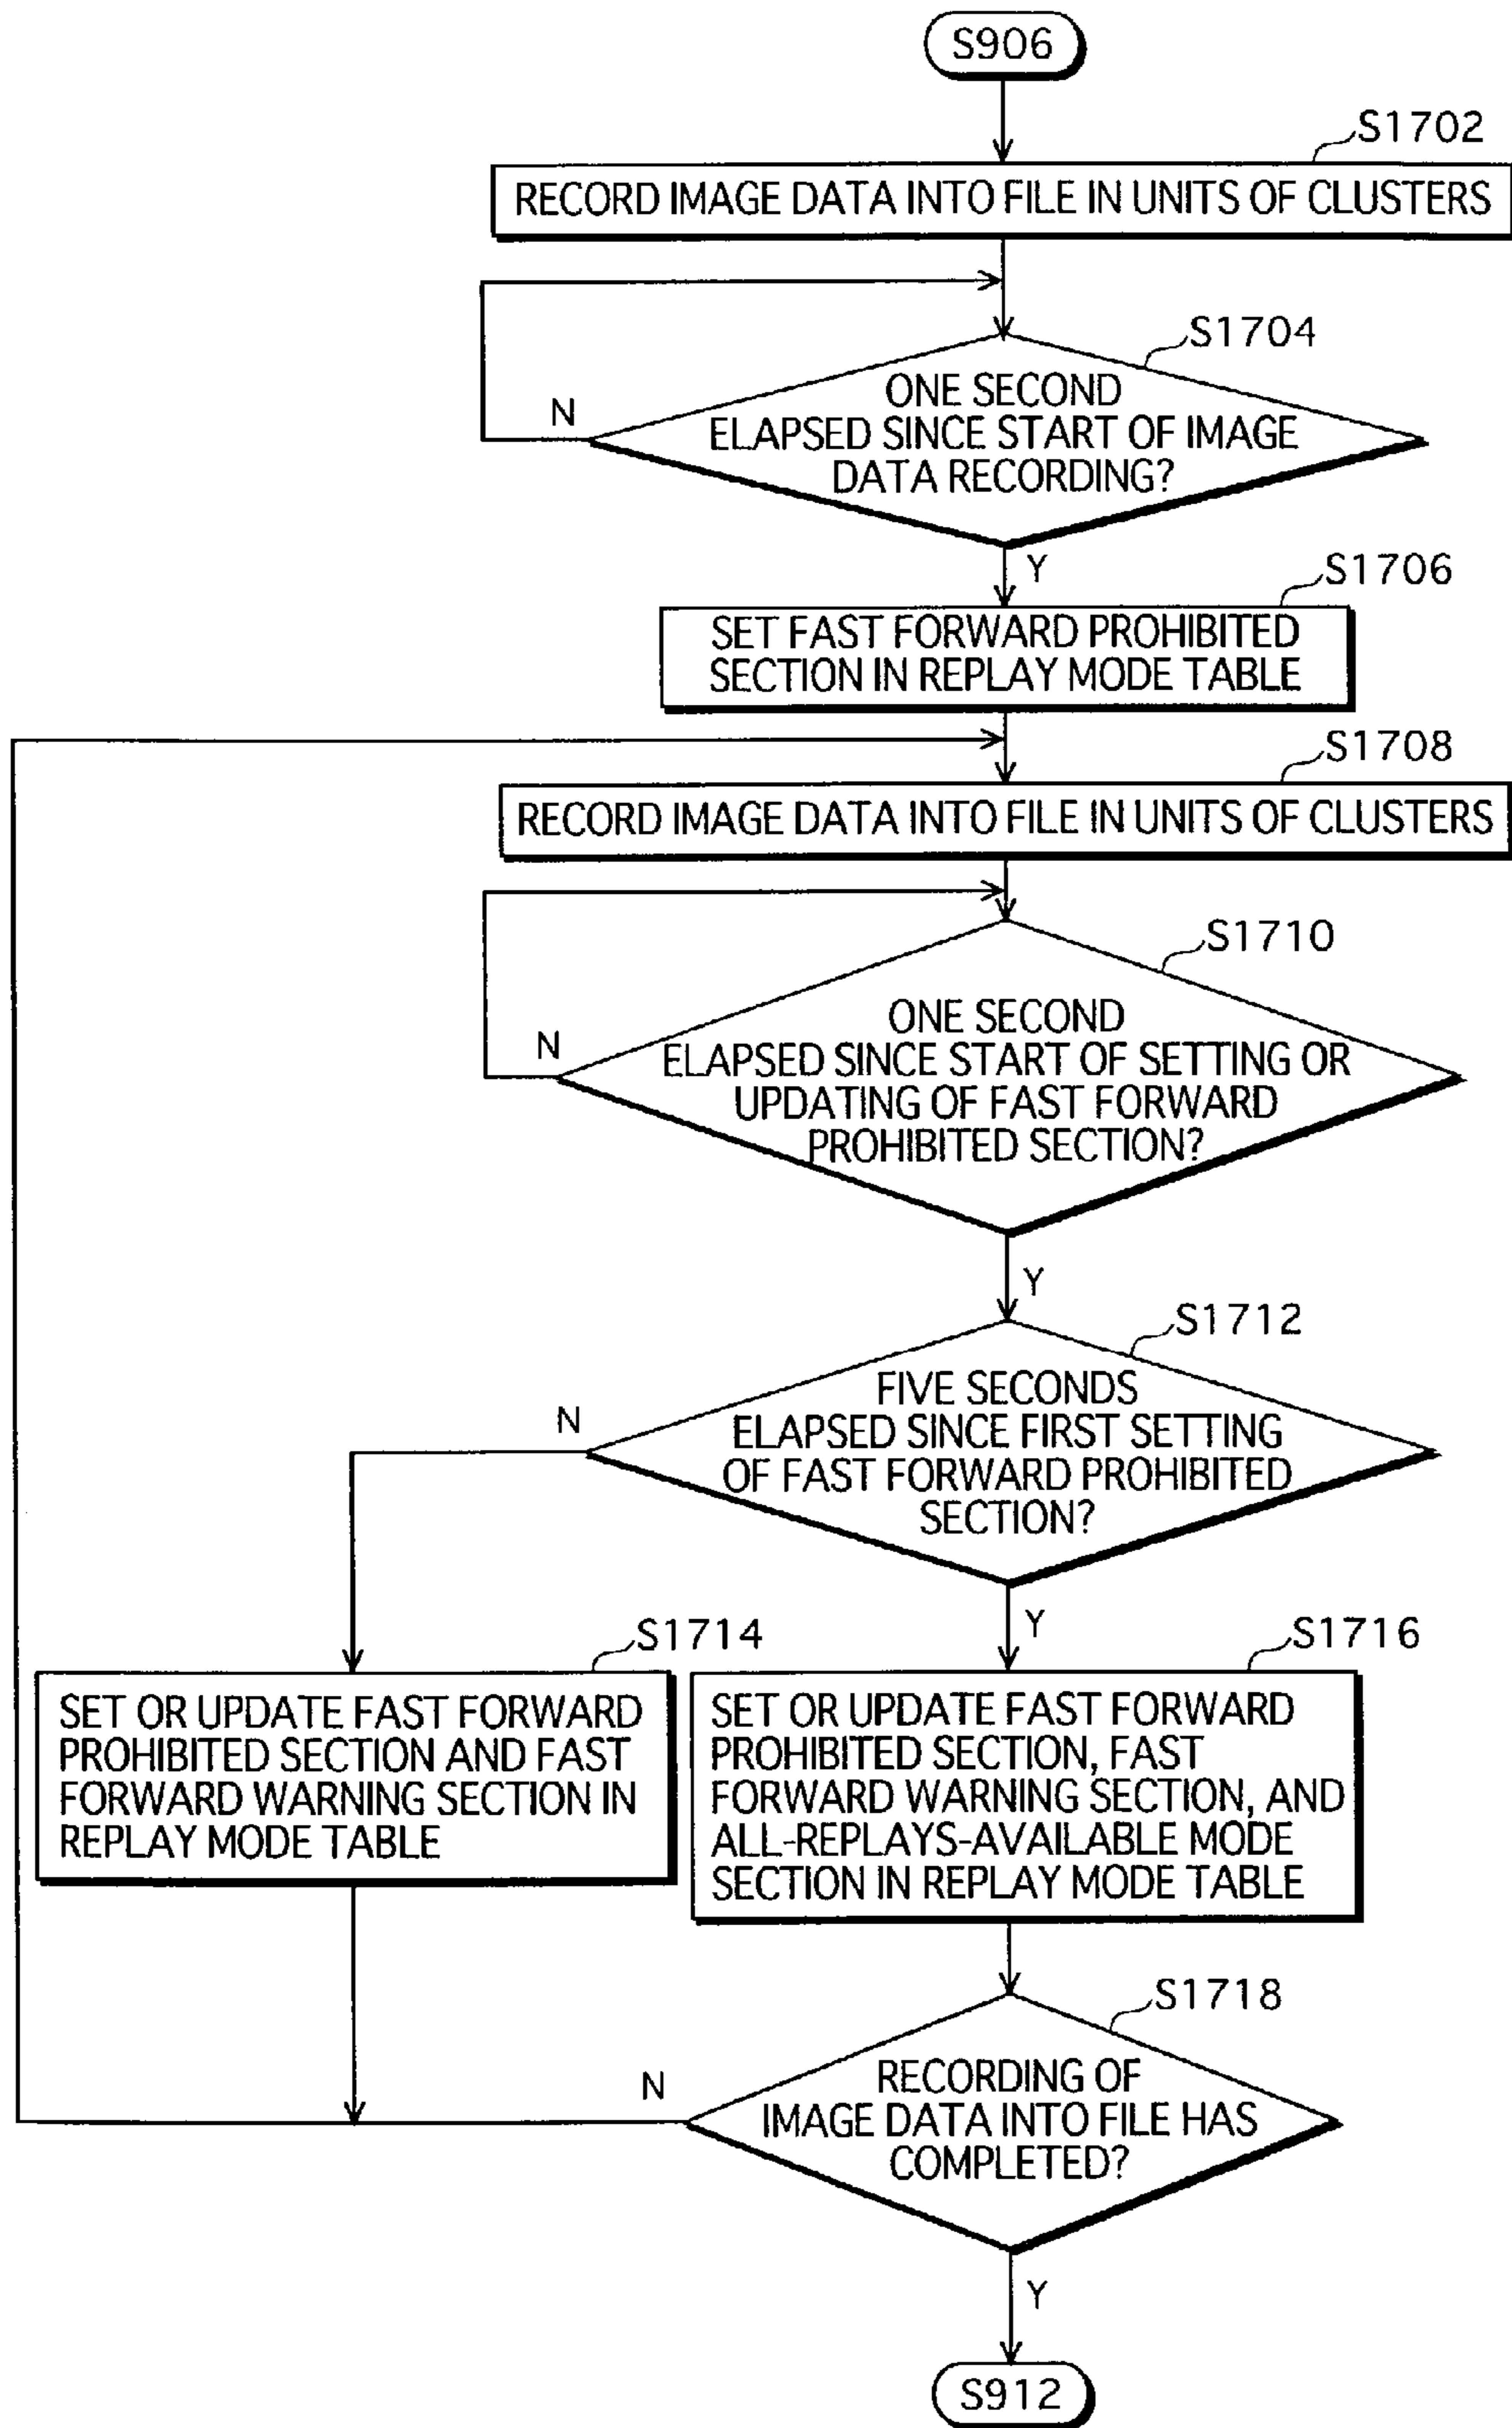 S906
S1702
RECORD IMAGE DATA INTO FILE IN UNITS OF CLUSTERS
S1704
ONE SECOND
N
ELAPSED SINCE START OF IMAGE
DATA RECORDING?
Y
S1706
SET FAST FORWARD PROHIBITED
SECTION IN REPLAY MODE TABLE
S1708
RECORD IMAGE DATA INTO FILE IN UNITS OF CLUSTERS
S1710
ONE SECOND
N
ELAPSED SINCE START OF SETTING OR
UPDATING OF FAST FORWARD
PROHIBITED SECTION?
Y
S1712
FIVE SECONDS
N
ELAPSED SINCE FIRST SETTING
OF FAST FORWARD PROHIBITED
SECTION?
Y
S1714
SET OR UPDATE FAST FORWARD
PROHIBITED SECTION AND FAST
FORWARD WARNING SECTION IN
REPLAY MODE TABLE
S1716
SET OR UPDATE FAST FORWARD
PROHIBITED SECTION, FAST
FORWARD WARNING SECTION, AND
ALL-REPLAYS-AVAILABLE MODE
SECTION IN REPLAY MODE TABLE
S1718
N
RECORDING OF
IMAGE DATA INTO FILE HAS
COMPLETED?
Y
S912